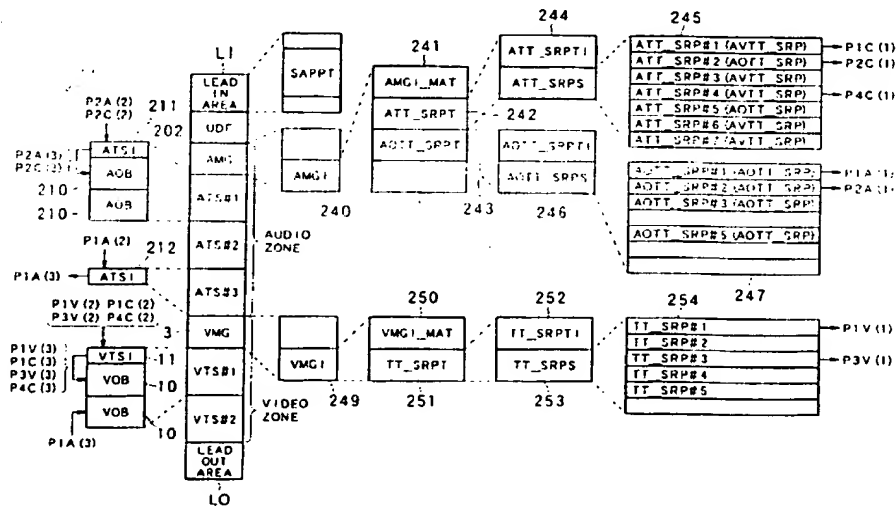 244
245
241
LI
ATT_SRPTI
ATT_SRPS
ATT_SRP#1(AVTT_SRP)
ATT_SRP#2(AOTT_SRP)
ATT_SRP#3(AVTT_SRP)
ATT_SRP#4(AVTT_SRP)
ATT_SRP#5(AOTT_SRP)
ATT_SRP#6(AVTT_SRP)
ATT_SRP#7(AVTT_SRP)
P1C(1)
P2C(1)
P4C(1)
LEAD
IN
AREA
SAPPT
AMGI_MAT
ATT_SRPT
AOTT_SRPT
242
P2A(2)
P2C(2)
211
202
UDF
AMG
ATS#1
ATS#2
ATS#3
VMG
VTS#1
VTS#2
LEAD
OUT
AREA
LO
P2A(3)
P2C(3)
ATSI
AOB
AOB
210
210
AMGI
240
243
AOTT_SRPTI
AOTT_SRPS
246
AOTT_SRP#1(AOTT_SRP)
AOTT_SRP#2(AOTT_SRP)
AOTT_SRP#3(AOTT_SRP)
AOTT_SRP#5(AOTT_SRP)
P1A(1)
P2A(1)
247
AUDIO
ZONE
P1A(2)
212
P1A(3)
ATSI
P1V(2) P1C(2)
P3V(2) P4C(2)
3
P1V(3)
P1C(3)
P3V(3)
P4C(3)
VTSI
VOB
VOB
11
10
10
P1A(3)
VIDEO
ZONE
VMGI
249
250
VMGI_MAT
TT_SRPT
251
252
TT_SRPTI
TT_SRPS
253
254
TT_SRP#1
TT_SRP#2
TT_SRP#3
TT_SRP#4
TT_SRP#5
P1V(1)
P3V(1)